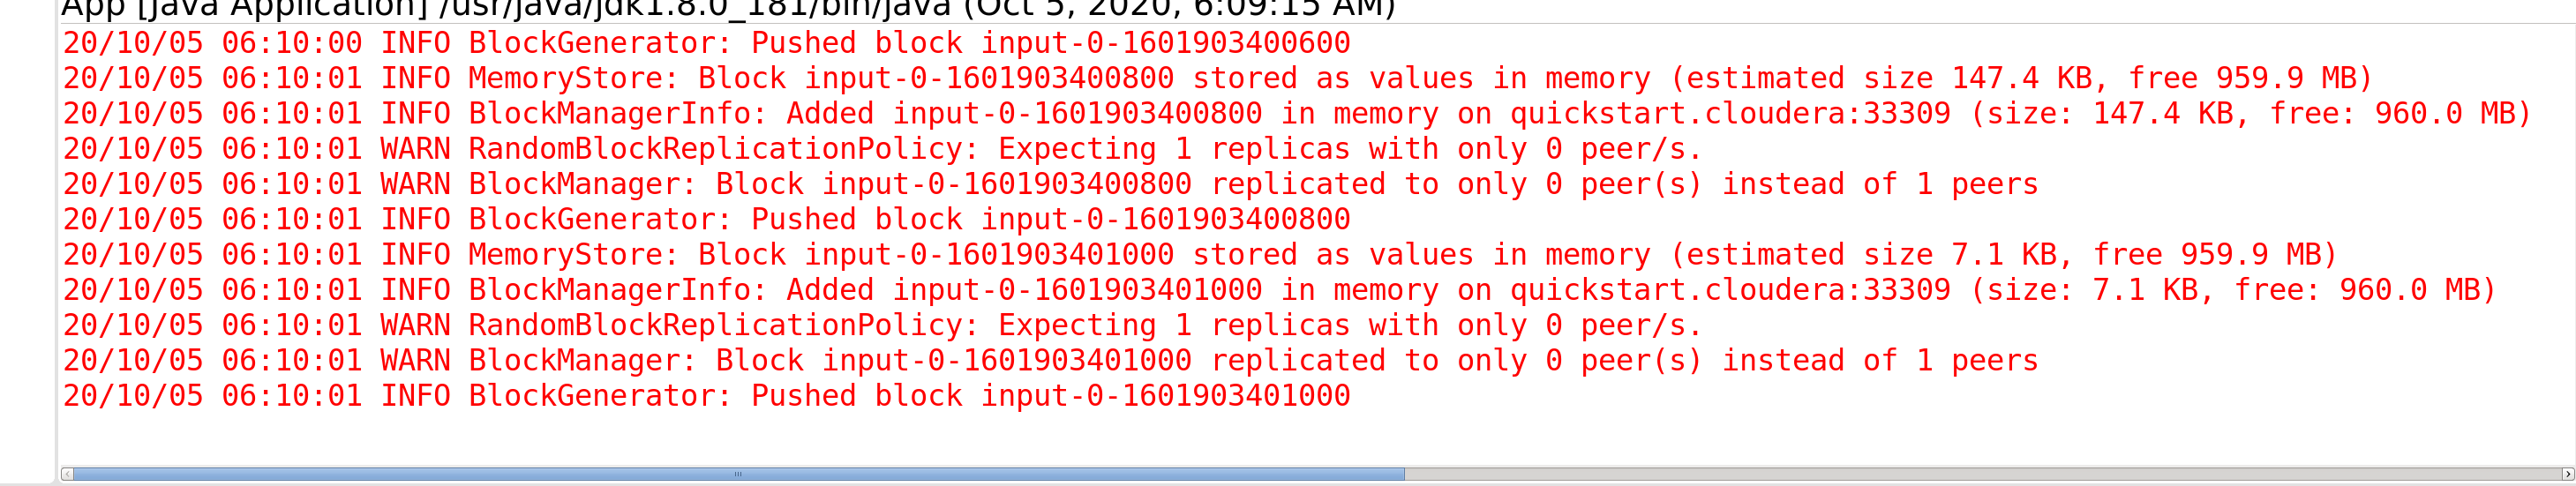 App [Java Application] /usr/java/jdk1.8.0_181/bin/java (Oct 5, 2020, 6:09:15 AM)
20/10/05 06:10:00 INFO BlockGenerator: Pushed block input-0-1601903400600
20/10/05 06:10:01 INFO MemoryStore: Block input-0-1601903400800 stored as values in memory (estimated size 147.4 KB, free 959.9 MB)
20/10/05 06:10:01 INFO BlockManagerInfo: Added input-0-1601903400800 in memory on quickstart.cloudera:33309 (size: 147.4 KB, free: 960.0 MB)
20/10/05 06:10:01 WARN RandomBlockReplicationPolicy: Expecting 1 replicas with only 0 peer/s.
20/10/05 06:10:01 WARN BlockManager: Block input-0-1601903400800 replicated to only 0 peer(s) instead of 1 peers
20/10/05 06:10:01 INFO BlockGenerator: Pushed block input-0-1601903400800
20/10/05 06:10:01 INFO MemoryStore: Block input-0-1601903401000 stored as values in memory (estimated size 7.1 KB, free 959.9 MB)
20/10/05 06:10:01 INFO BlockManagerInfo: Added input-0-1601903401000 in memory on quickstart.cloudera:33309 (size: 7.1 KB, free: 960.0 MB)
20/10/05 06:10:01 WARN RandomBlockReplicationPolicy: Expecting 1 replicas with only 0 peer/s.
20/10/05 06:10:01 WARN BlockManager: Block input-0-1601903401000 replicated to only 0 peer(s) instead of 1 peers
20/10/05 06:10:01 INFO BlockGenerator: Pushed block input-0-1601903401000